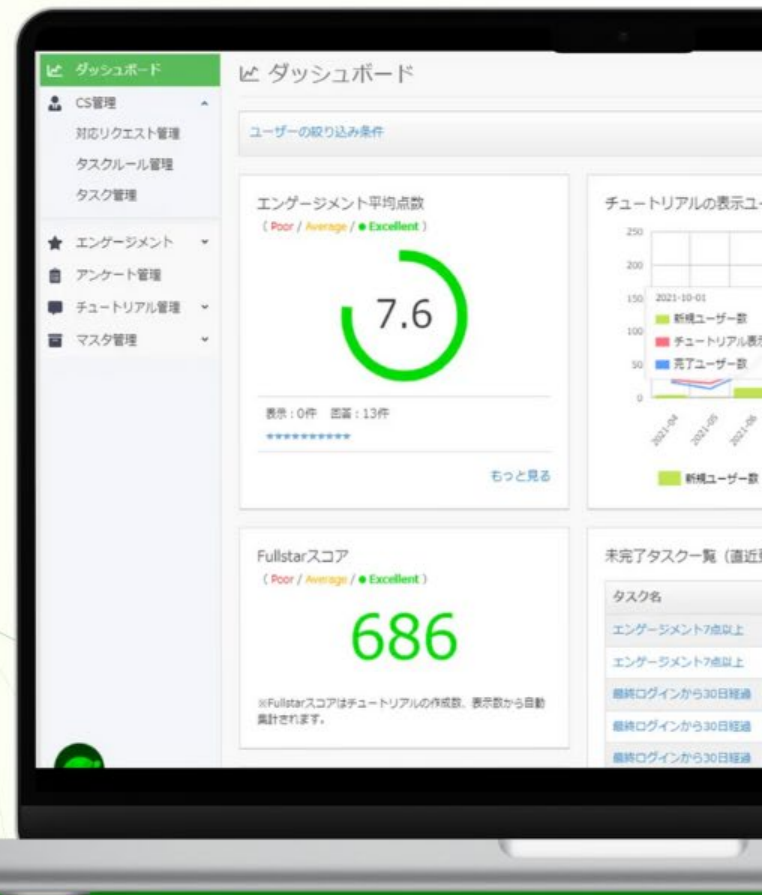 ダッシュボード
CS管理
対応リクエスト管理
タスクルール管理
タスク管理
エンゲージメント
アンケート管理
チュートリアル管理
マスタ管理
ダッシュボード
ユーザーの絞り込み条件
エンゲージメント平均点数
( Poor / Average / ● Excellent )
7.6
表示:0件 回答:13件
★★★★★★★★★★
もっと見る
チュートリアルの表示ユー
250
200
150
100
50
0
2021-10-01
新規ユーザー数
チュートリアル表示
完了ユーザー数
2021-04
2021-05
2021-06
新規ユーザー数
Fullstarスコア
( Poor / Average / ● Excellent )
686
※Fullstarスコアはチュートリアルの作成数、表示数から自動
集計されます。
未完了タスク一覧(直近
タスク名
エンゲージメント7点以上
エンゲージメント7点以上
最終ログインから30日経過
最終ログインから30日経過
最終ログインから30日経過